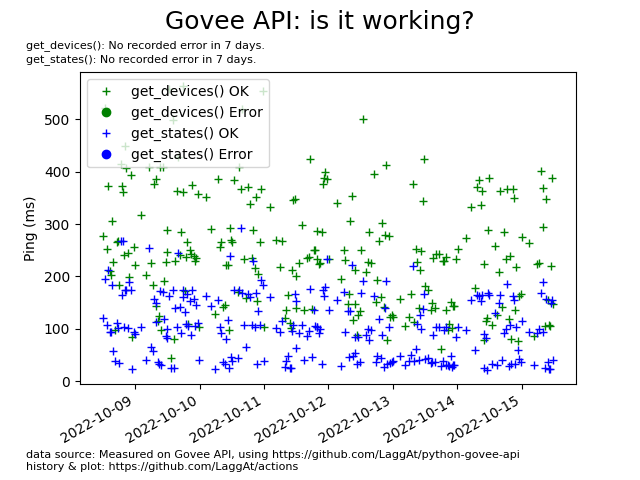 Govee API: is it working?
get_devices(): No recorded error in 7 days.
get_states(): No recorded error in 7 days.
get_devices() OK
get_devices() Error
get_states() OK
get_states() Error
Ping (ms)
500
400
300
200
100
0
2022-10-09
2022-10-10
2022-10-11
2022-10-12
2022-10-13
2022-10-14
2022-10-15
data source: Measured on Govee API, using https://github.com/LaggAt/python-govee-api
history & plot: https://github.com/LaggAt/actions